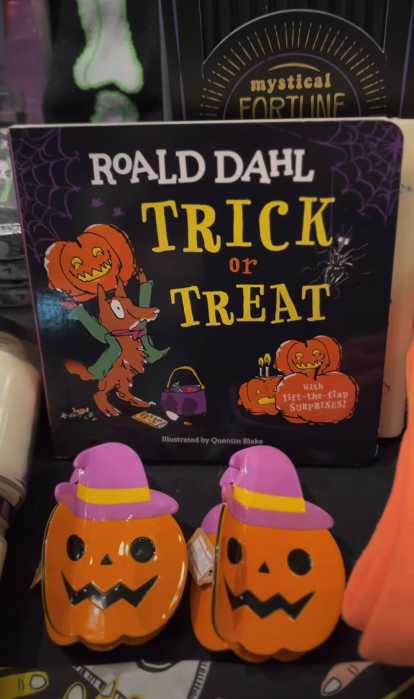 mystical
FORTUNE
ROALD DAHL
TRICK
or
TREAT
With
lift-the-flap
SURPRISES!
Illustrated by Quentin Blake